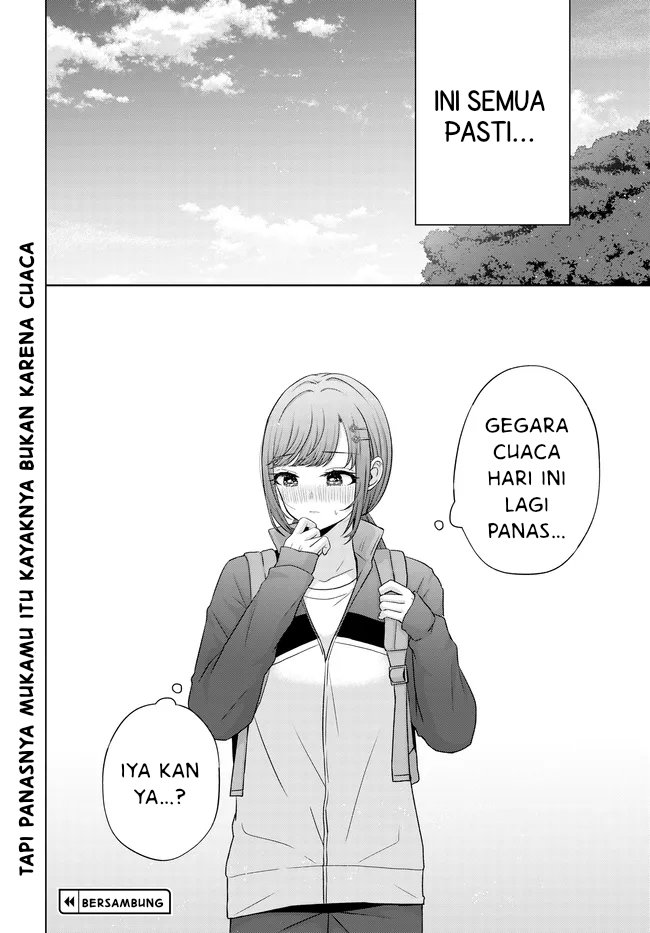 INI SEMUA
PASTI...
GEGARA
CUACA
HARI INI
LAGI
PANAS...
IYA KAN
YA...?
TAPI PANASNYA MUKAMU ITU KAYAKNYA BUKAN KARENA CUACA
BERSAMBUNG